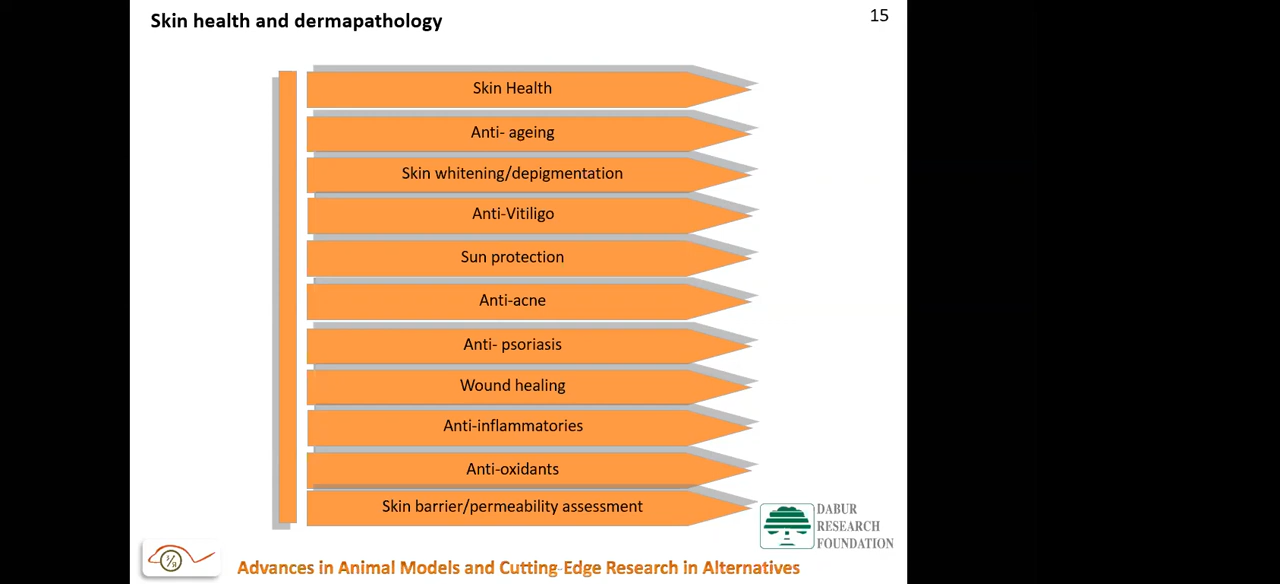 Skin health and dermapathology
15
Skin Health
Anti- ageing
Skin whitening/depigmentation
Anti-Vitiligo
Sun protection
Anti-acne
Anti- psoriasis
Wound healing
Anti-inflammatories
Anti-oxidants
Skin barrier/permeability assessment
DABUR
RESEARCH
FOUNDATION
Advances in Animal Models and Cutting-Edge Research in Alternatives